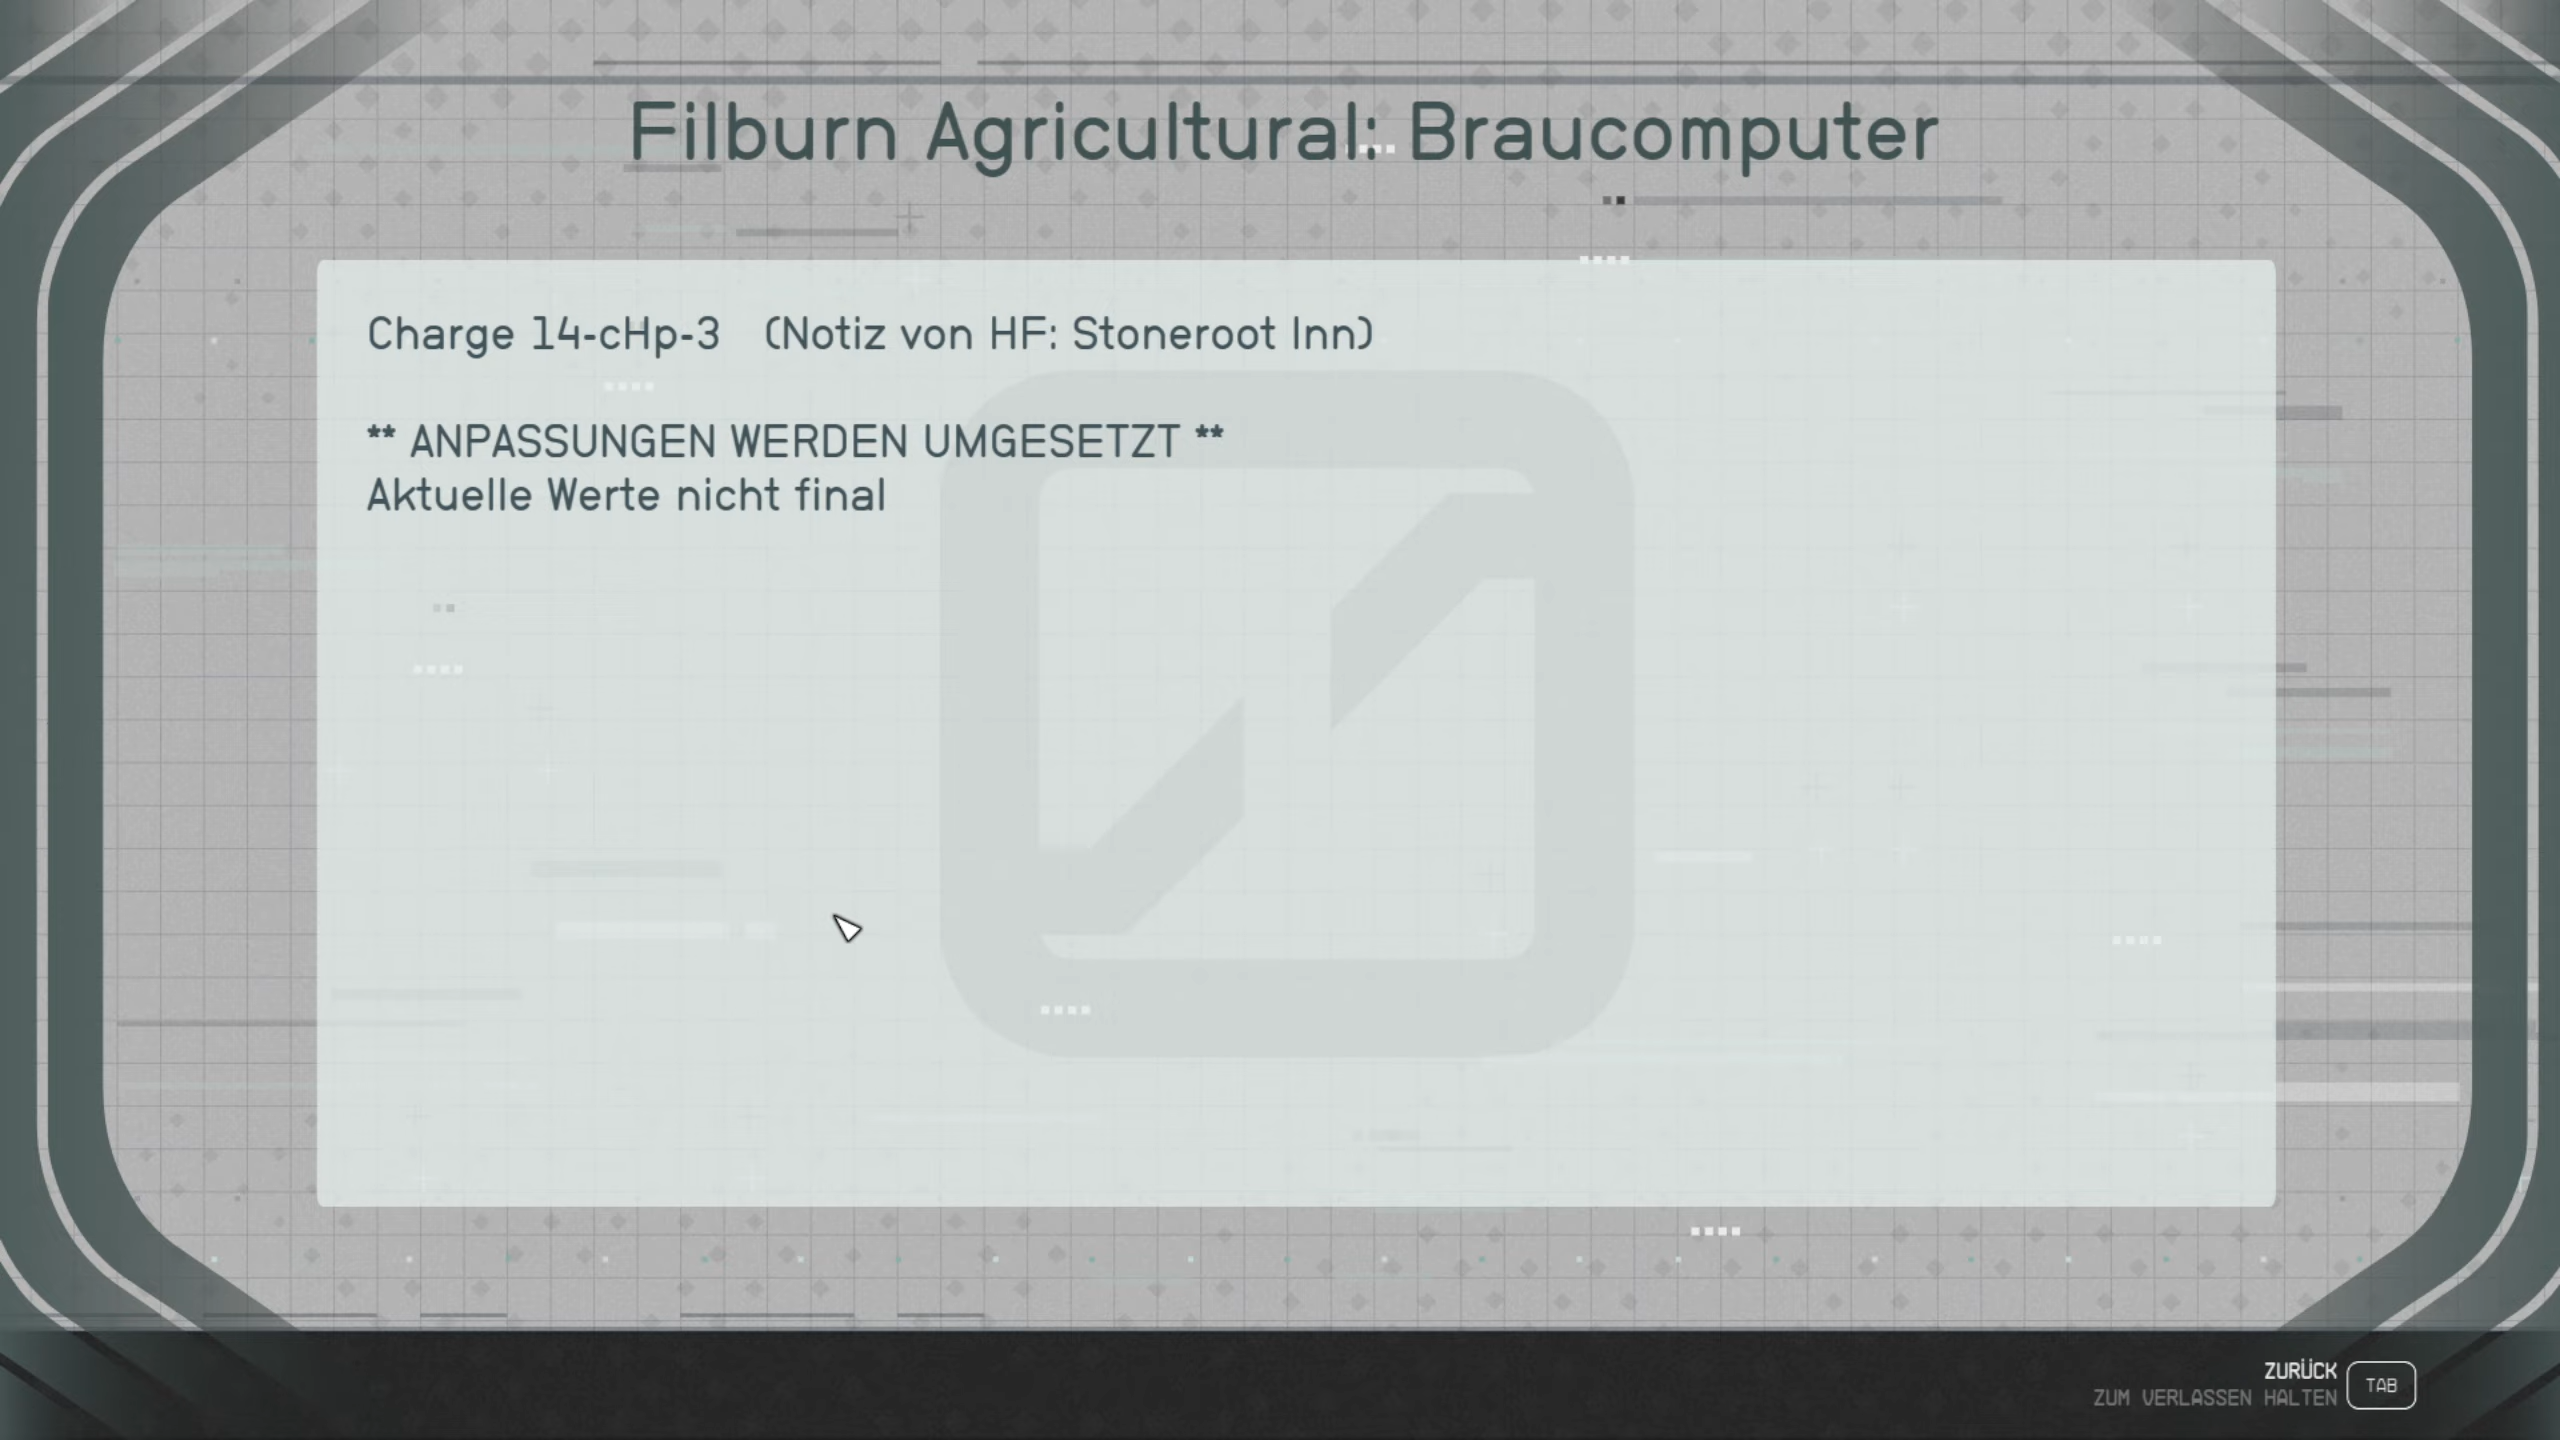 Filburn Agricultural: Braucomputer
Charge 14-cHp-3 (Notiz von HF: Stoneroot Inn)
** ANPASSUNGEN WERDEN UMGESETZT **
Aktuelle Werte nicht final
ZURÜCK
ZUM VERLASSEN HALTEN
TAB